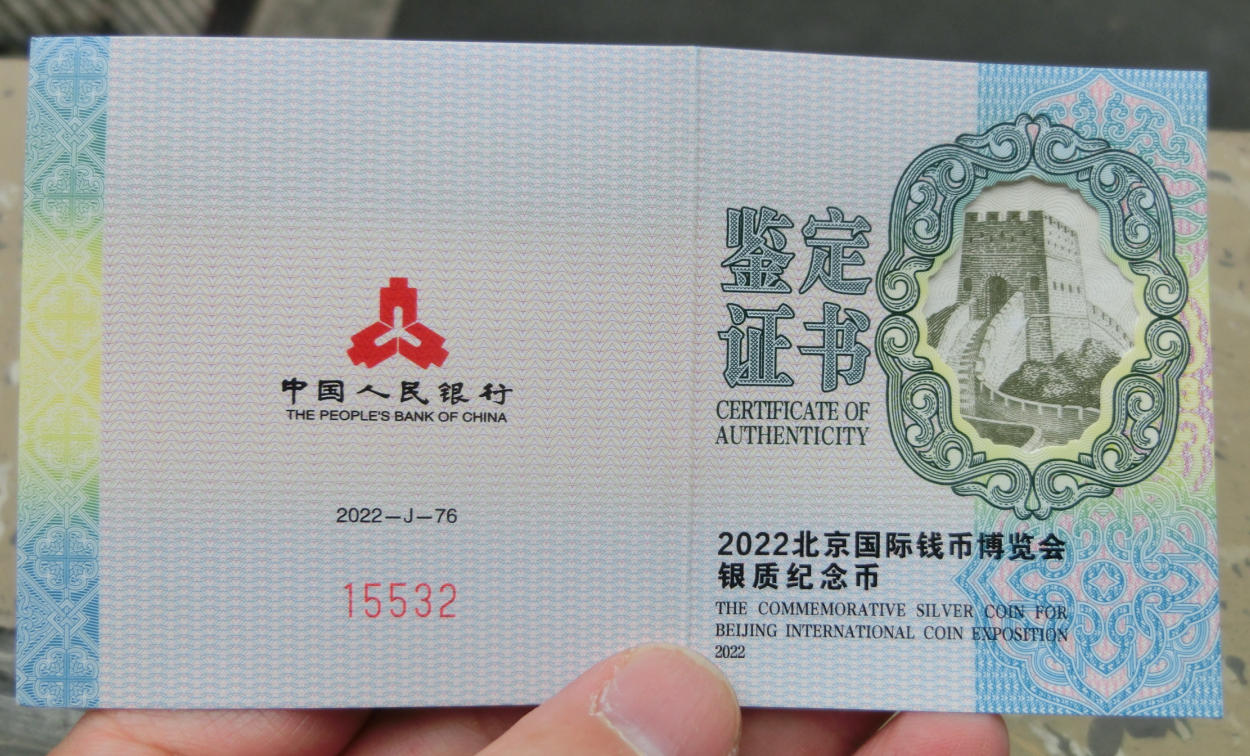 中国人民银行
THE PEOPLE'S BANK OF CHINA
2022—J—76
15532
鉴定
证书
CERTIFICATE OF
AUTHENTICITY
2022北京国际钱币博览会
银质纪念币
THE COMMEMORATIVE SILVER COIN FOR
BEIJING INTERNATIONAL COIN EXPOSITION
2022